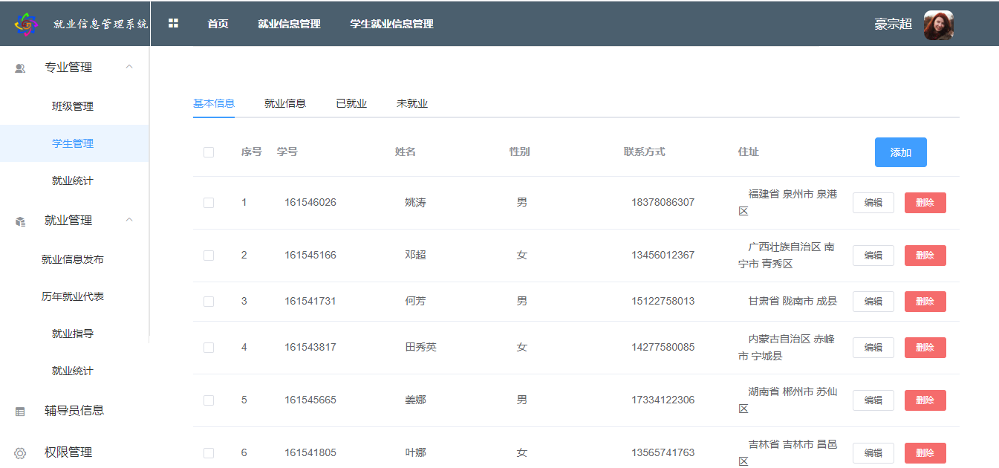 就业信息管理系统 首页 就业信息管理 学生就业信息管理 豪宗超
专业管理
班级管理
学生管理
就业统计
就业管理
就业信息发布
历年就业代表
就业指导
就业统计
辅导员信息
权限管理
基本信息 就业信息 已就业 未就业
序号 学号 姓名 性别 联系方式 住址 添加
1 161546026 姚涛 男 18378086307 福建省 泉州市 泉港 编辑 删除
区
2 161545166 邓超 女 13456012367 广西壮族自治区 南 编辑 删除
宁市 青秀区
3 161541731 何芳 男 15122758013 甘肃省 陇南市 成县 编辑 删除
4 161543817 田秀英 女 14277580085 内蒙古自治区 赤峰 编辑 删除
市 宁城县
5 161545665 姜娜 男 17334122306 湖南省 郴州市 苏仙 编辑 删除
区
6 161541805 叶娜 女 13565741763 吉林省 吉林市 昌邑 编辑 删除
区